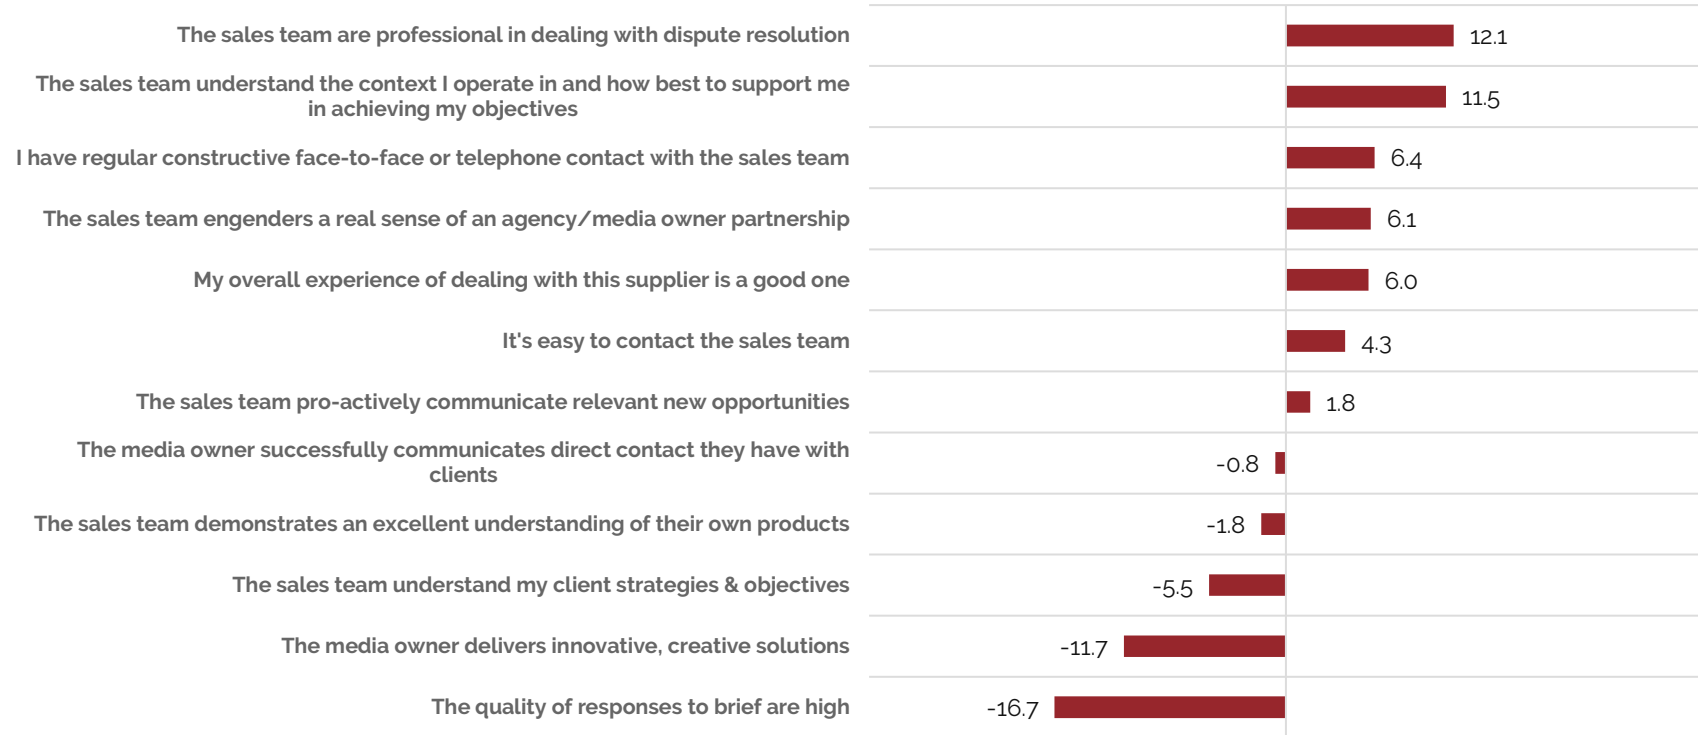 The sales team are professional in dealing with dispute resolution
12.1
The sales team understand the context I operate in and how best to support me
in achieving my objectives
11.5
I have regular constructive face-to-face or telephone contact with the sales team
6.4
The sales team engenders a real sense of an agency/media owner partnership
6.1
My overall experience of dealing with this supplier is a good one
6.0
It's easy to contact the sales team
4.3
The sales team pro-actively communicate relevant new opportunities
1.8
The media owner successfully communicates direct contact they have with
clients
-0.8
The sales team demonstrates an excellent understanding of their own products
-1.8
The sales team understand my client strategies & objectives
-5.5
The media owner delivers innovative, creative solutions
-11.7
The quality of responses to brief are high
-16.7